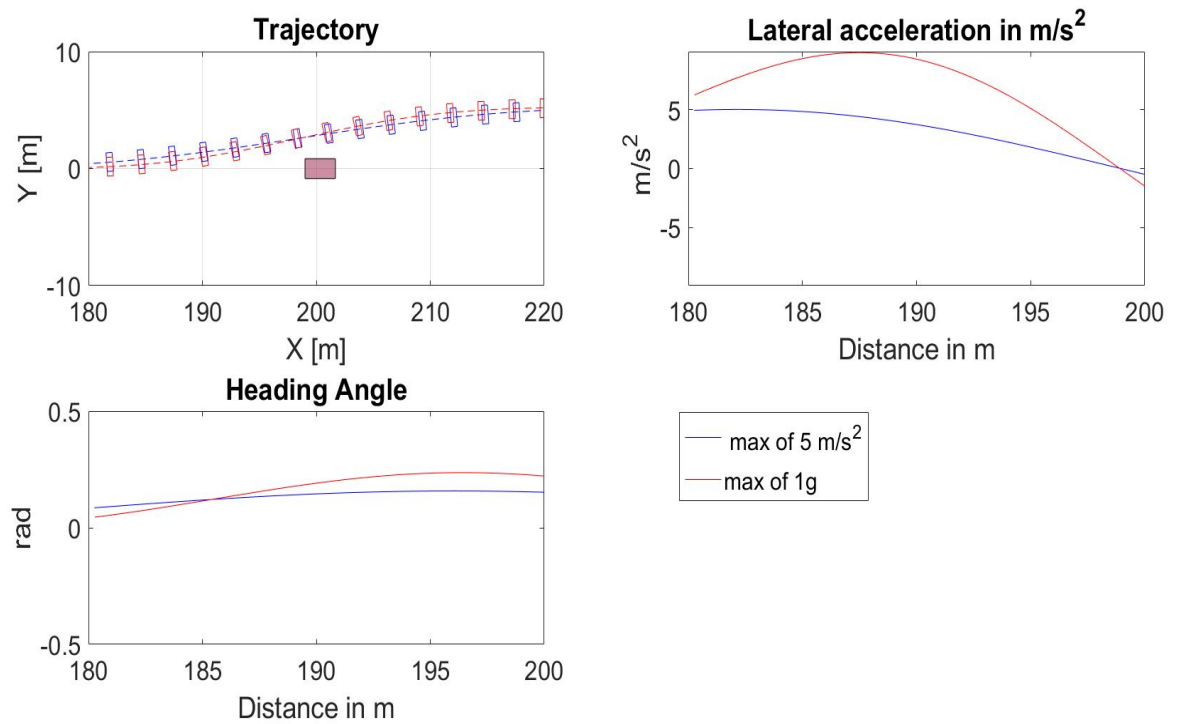 Trajectory
10
0
-10
Y [m]
180
190
200
210
220
X [m]
Lateral acceleration in m/s²
5
0
-5
m/s²
180
185
190
195
200
Distance in m
Heading Angle
0.5
0
-0.5
rad
180
185
190
195
200
Distance in m
max of 5 m/s²
max of 1g